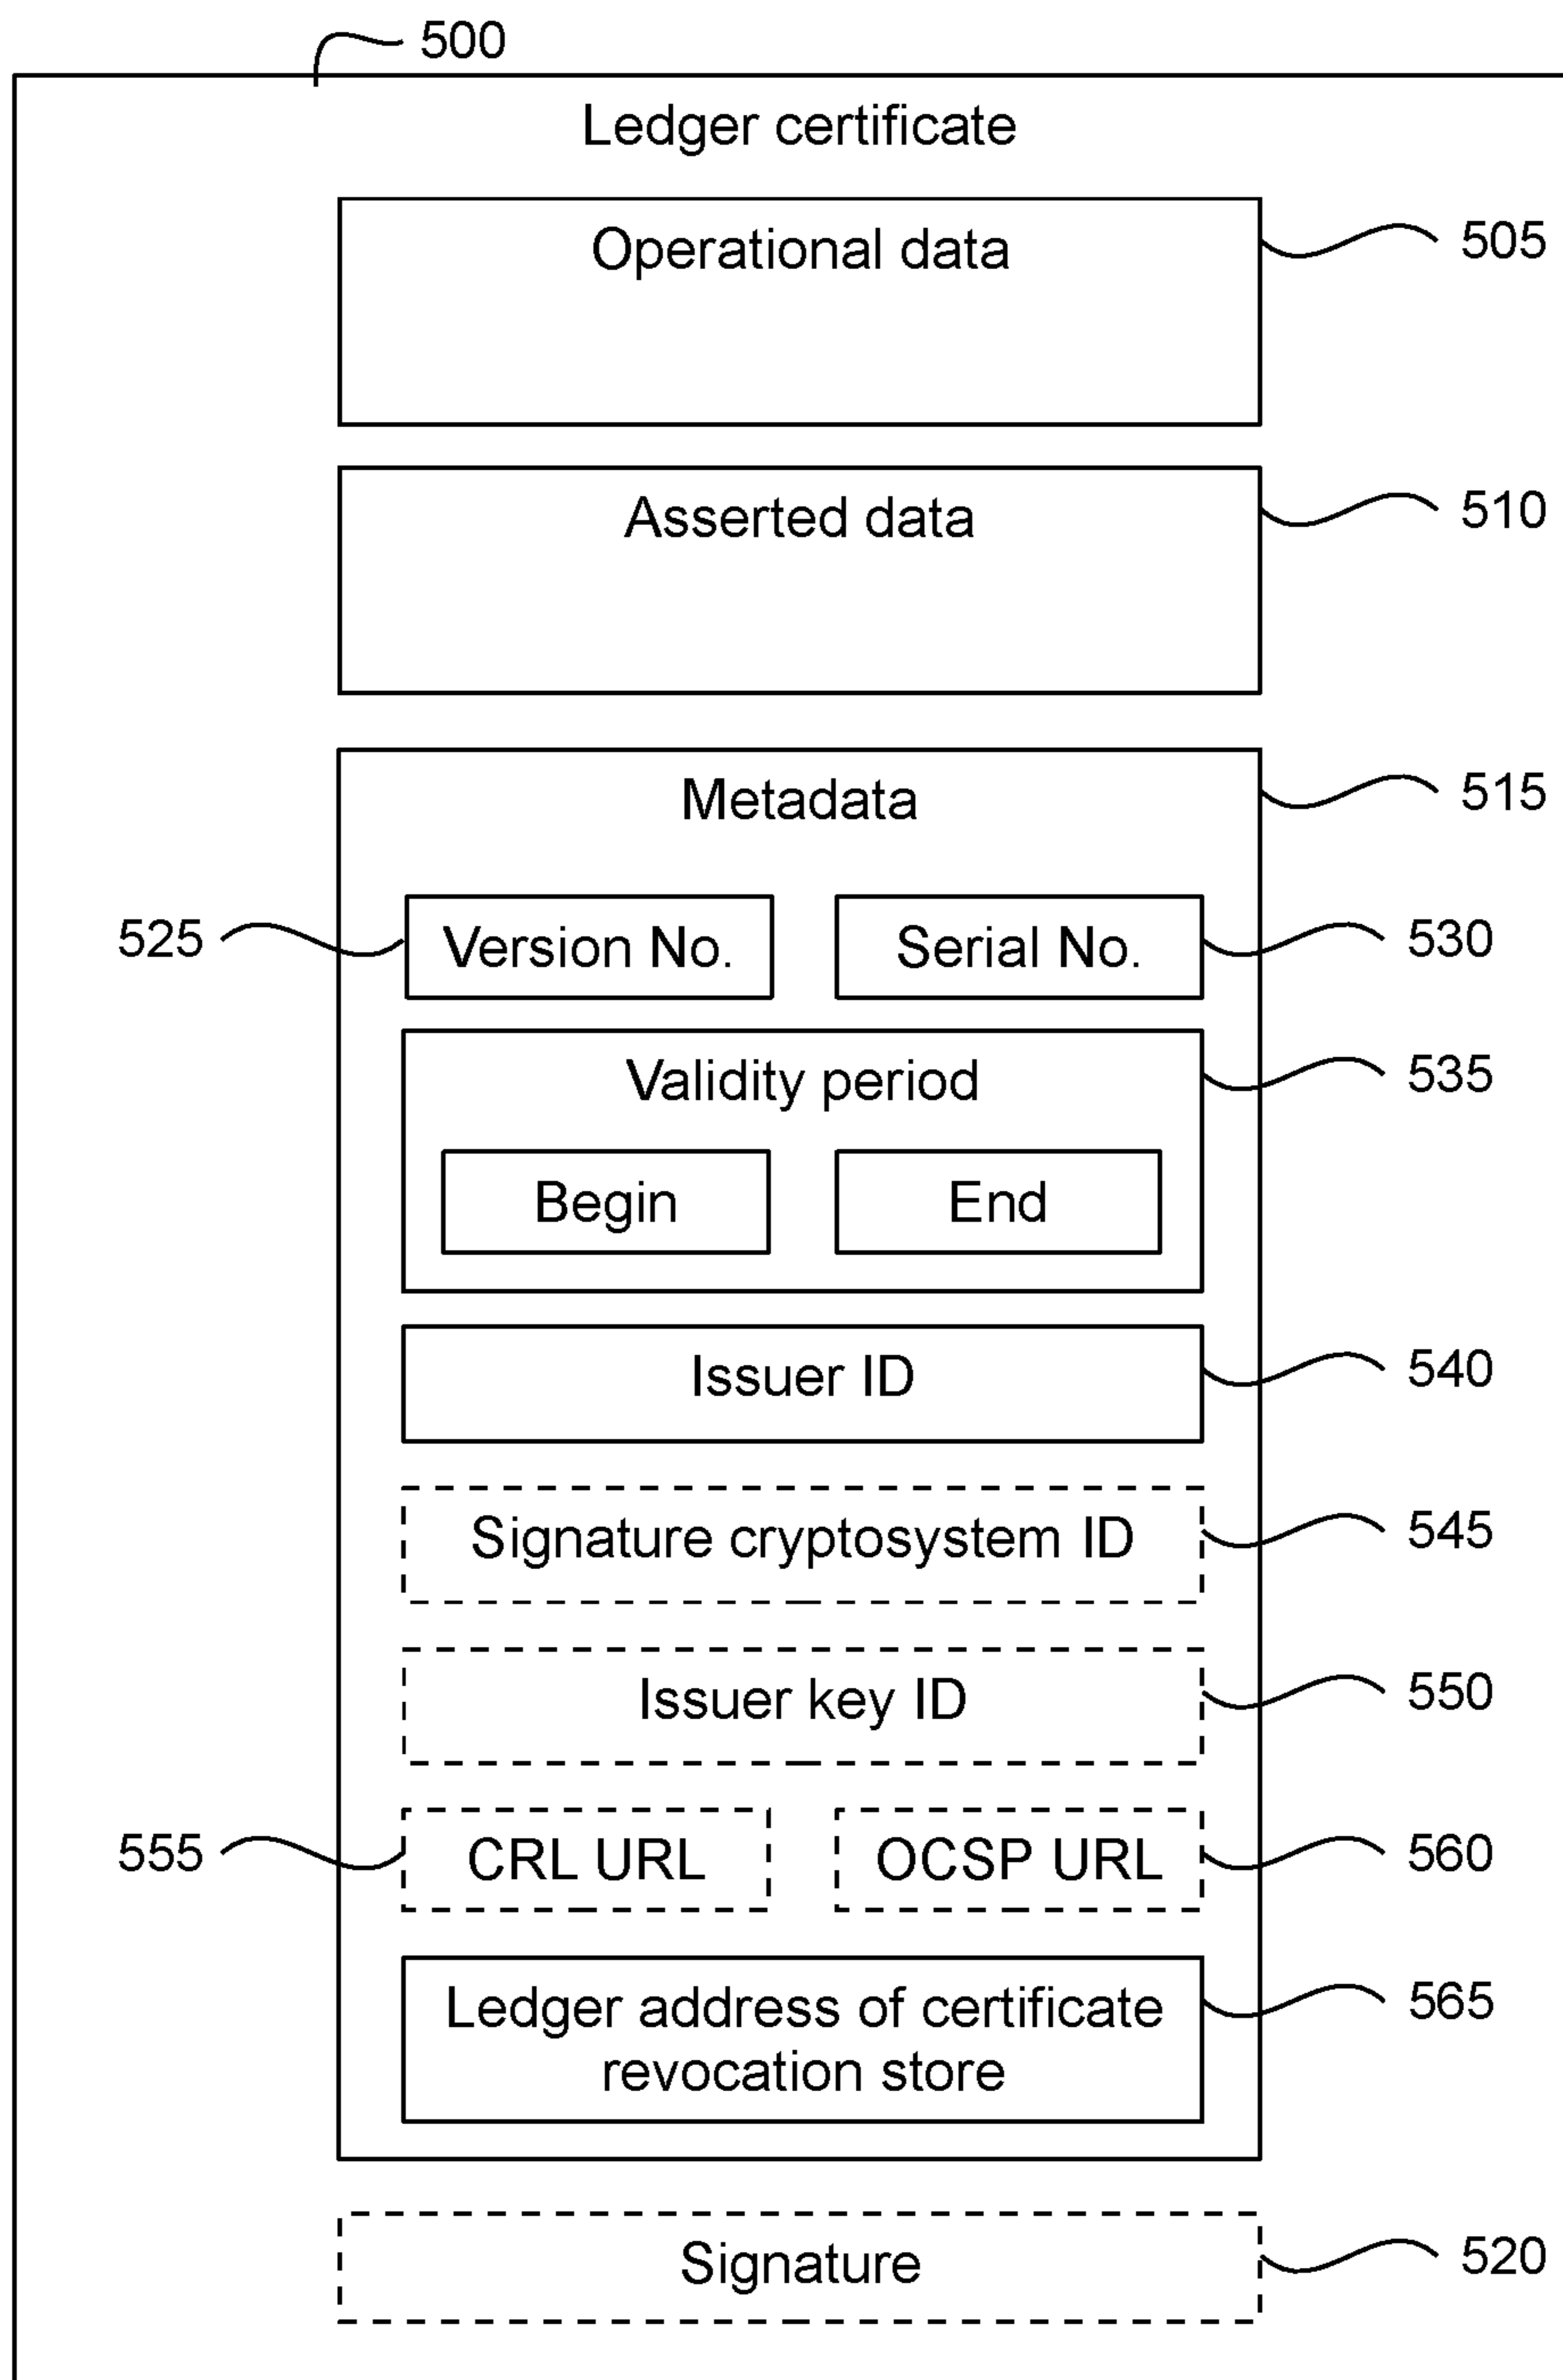 500
Ledger certificate
Operational data
505
Asserted data
510
Metadata
515
525
Version No.
Serial No.
530
Validity period
535
Begin
End
Issuer ID
540
Signature cryptosystem ID
545
Issuer key ID
550
555
CRL URL
OCSP URL
560
Ledger address of certificate
revocation store
565
Signature
520